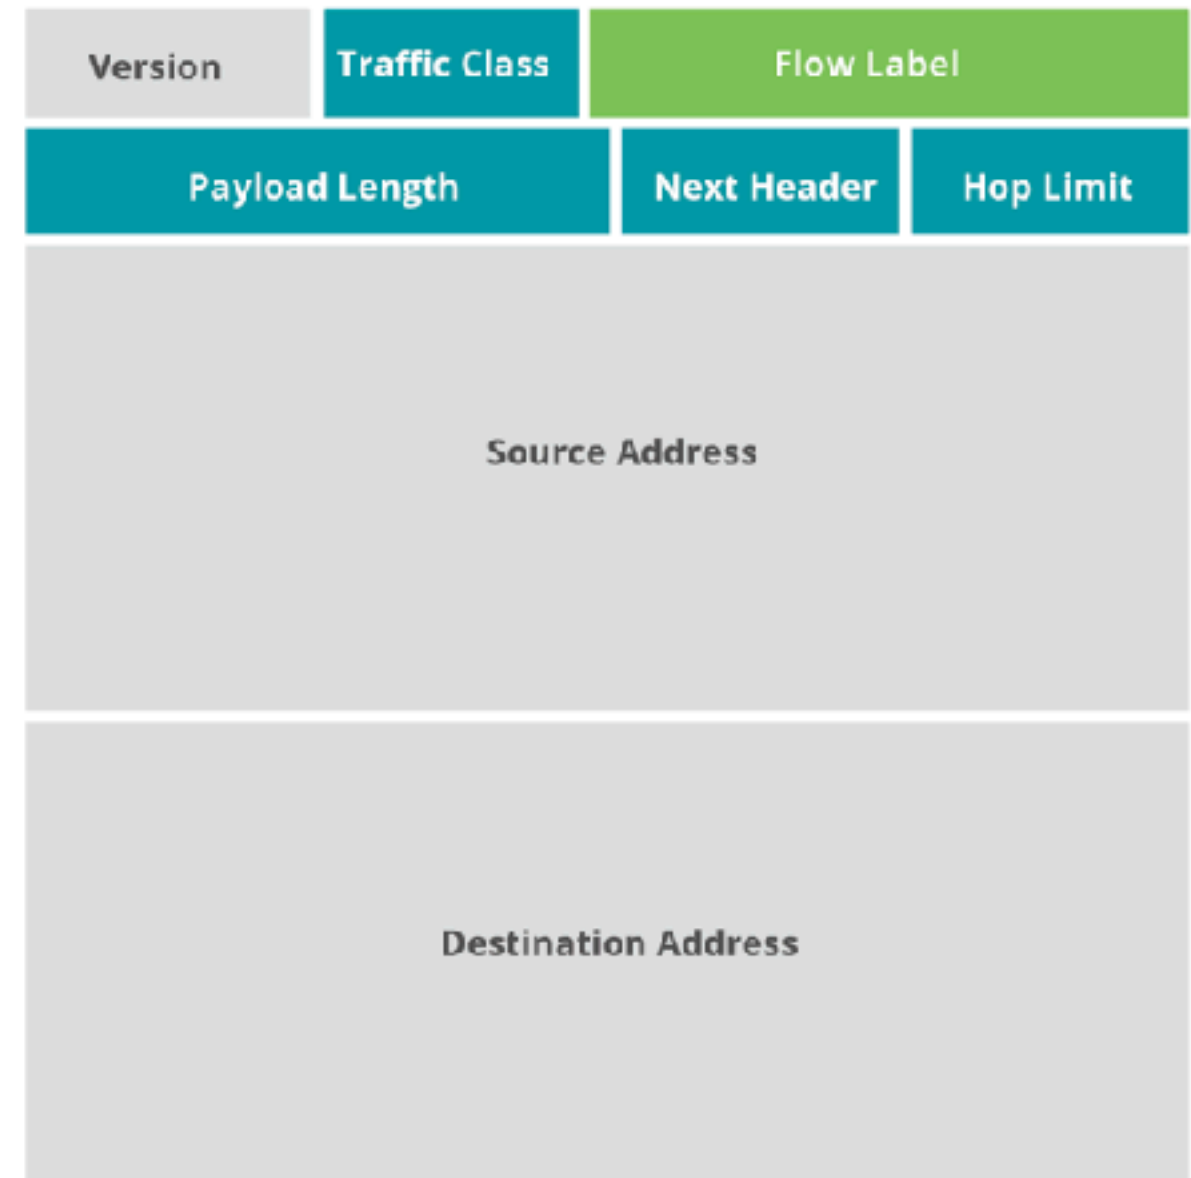 Version
Traffic Class
Flow Label
Payload Length
Next Header
Hop Limit
Source Address
Destination Address